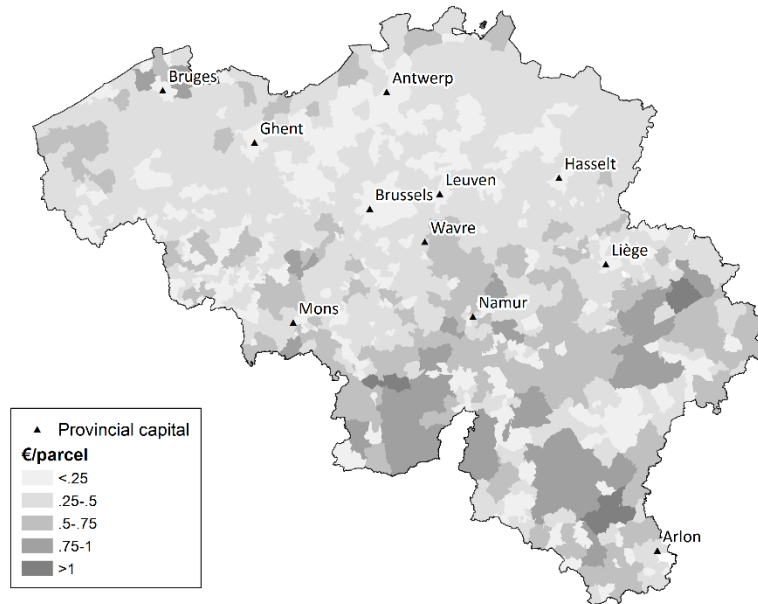 Bruges
Antwerp
Ghent
Hasselt
Leuven
Brussels
Wavre
Liège
Namur
Mons
Arlon
Provincial capital
€/parcel
<.25
.25-.5
.5-.75
.75-1
>1